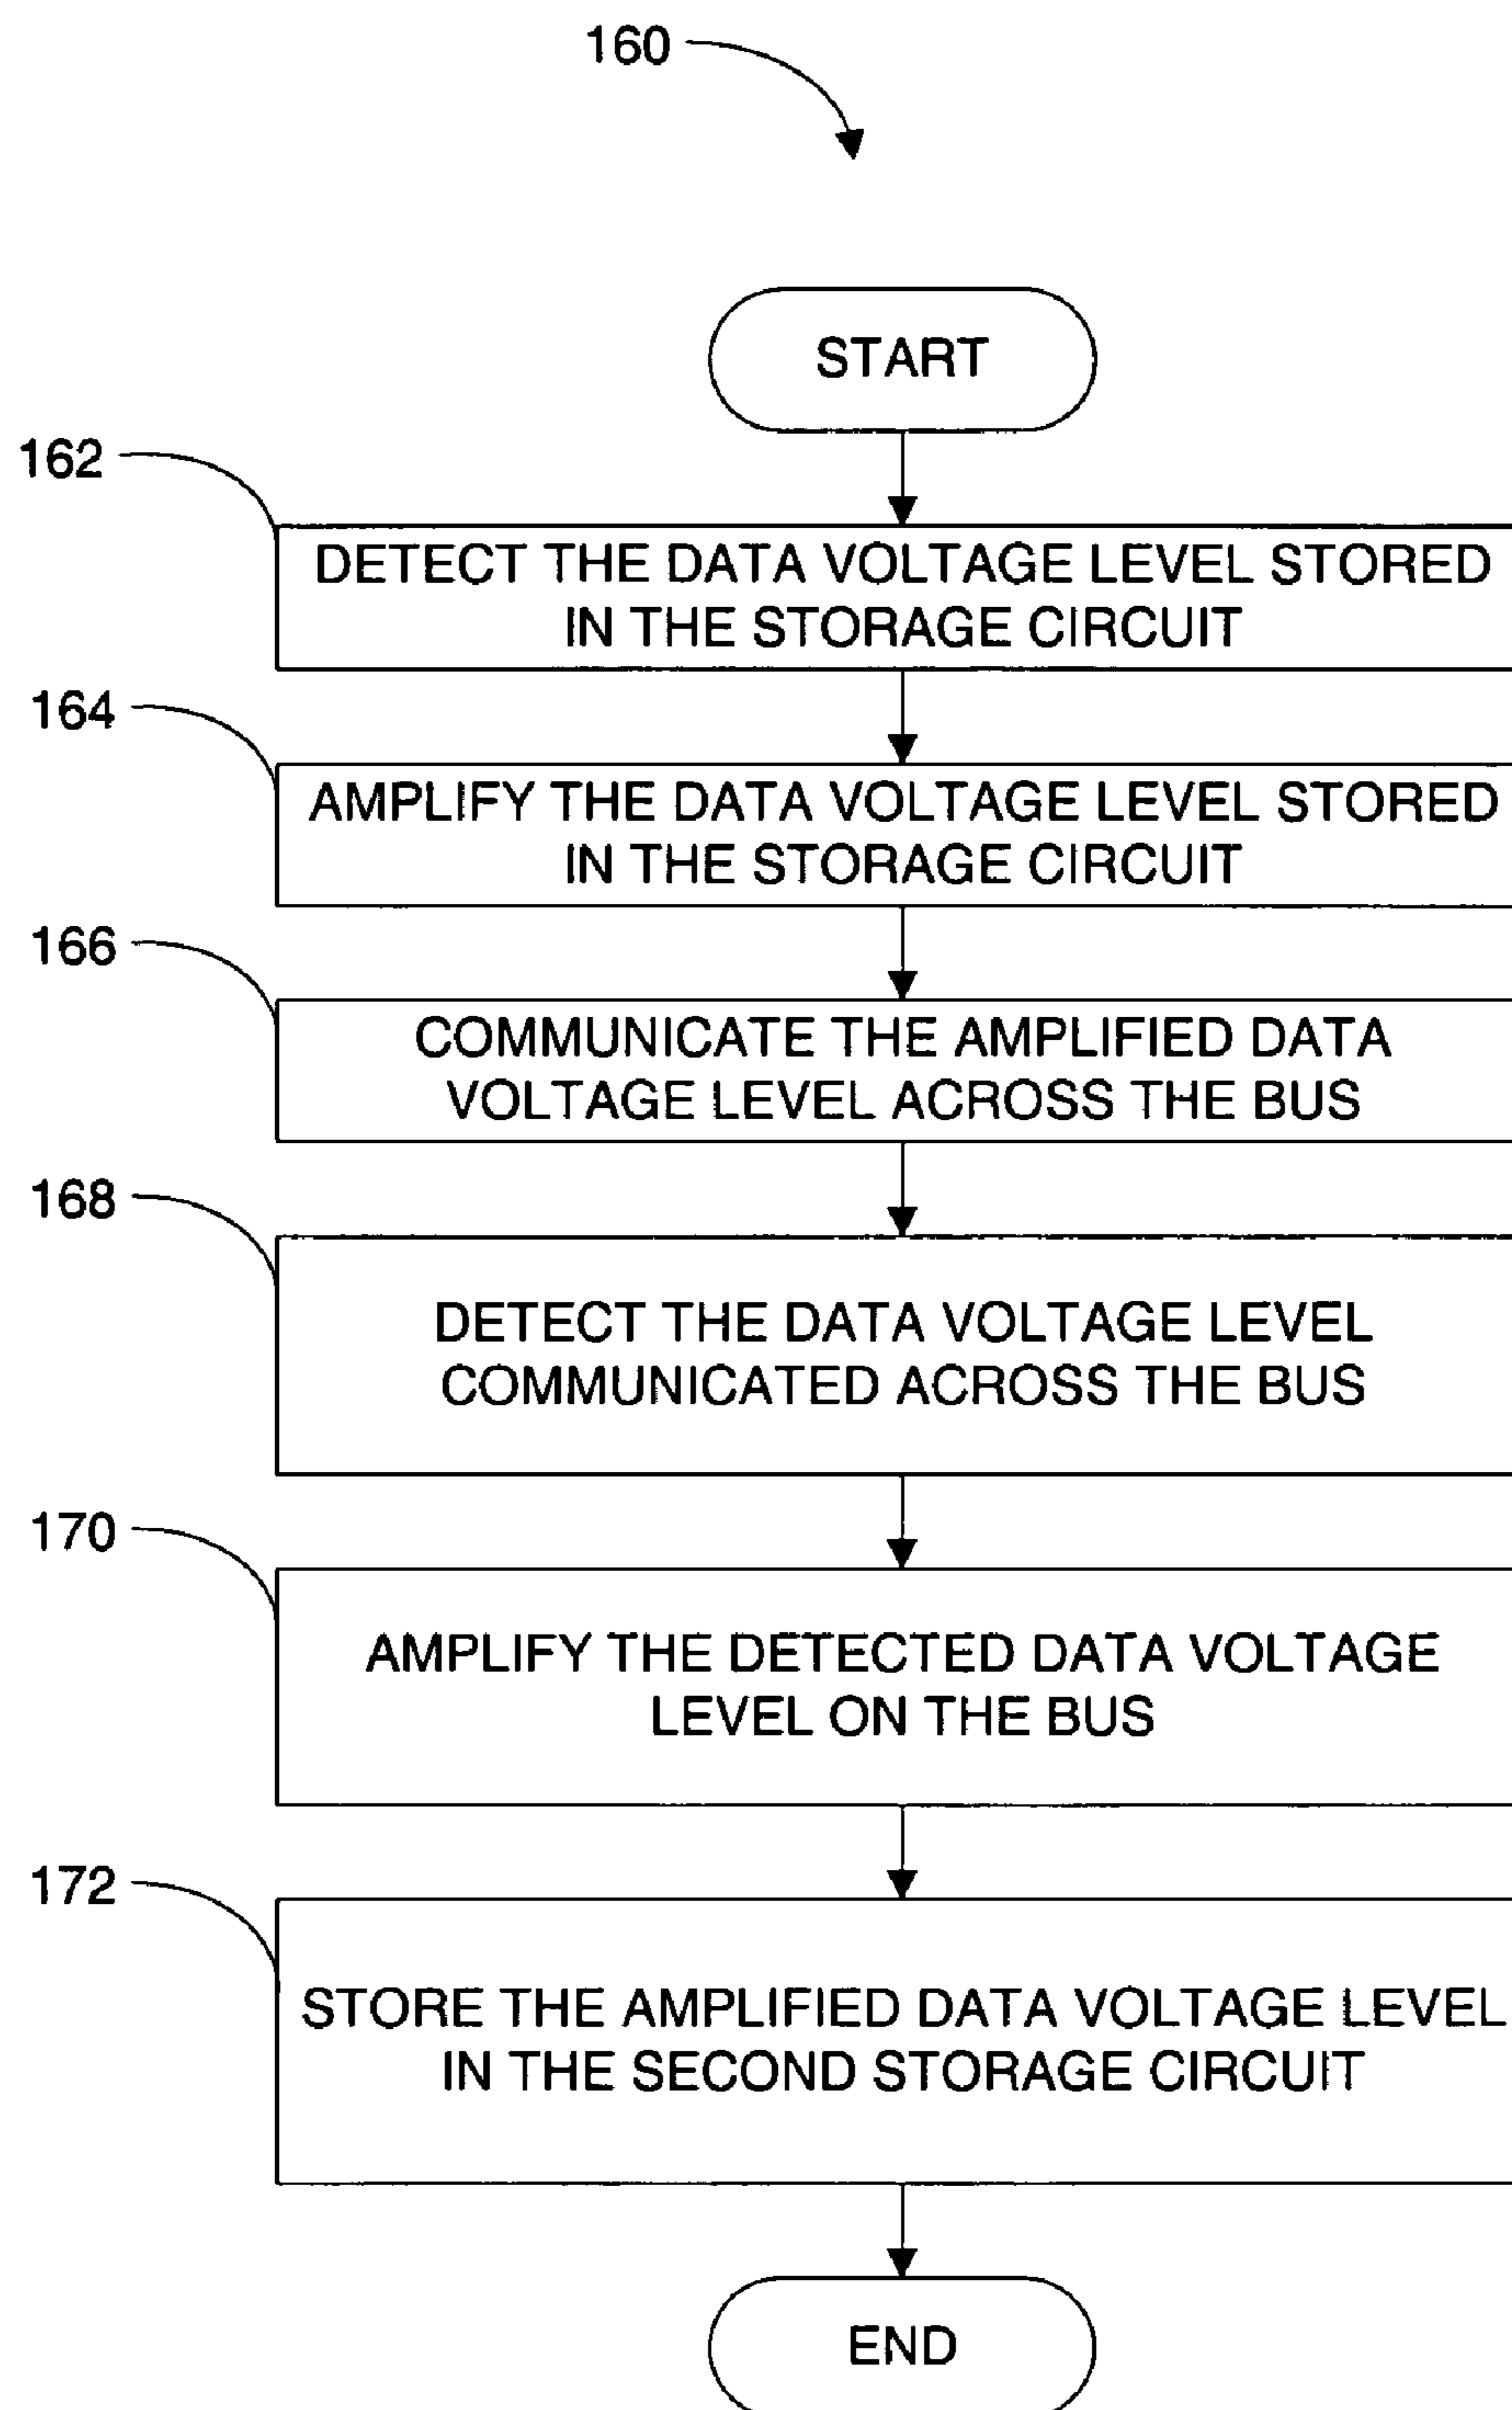 160
START
162
DETECT THE DATA VOLTAGE LEVEL STORED
IN THE STORAGE CIRCUIT
164
AMPLIFY THE DATA VOLTAGE LEVEL STORED
IN THE STORAGE CIRCUIT
166
COMMUNICATE THE AMPLIFIED DATA
VOLTAGE LEVEL ACROSS THE BUS
168
DETECT THE DATA VOLTAGE LEVEL
COMMUNICATED ACROSS THE BUS
170
AMPLIFY THE DETECTED DATA VOLTAGE
LEVEL ON THE BUS
172
STORE THE AMPLIFIED DATA VOLTAGE LEVEL
IN THE SECOND STORAGE CIRCUIT
END